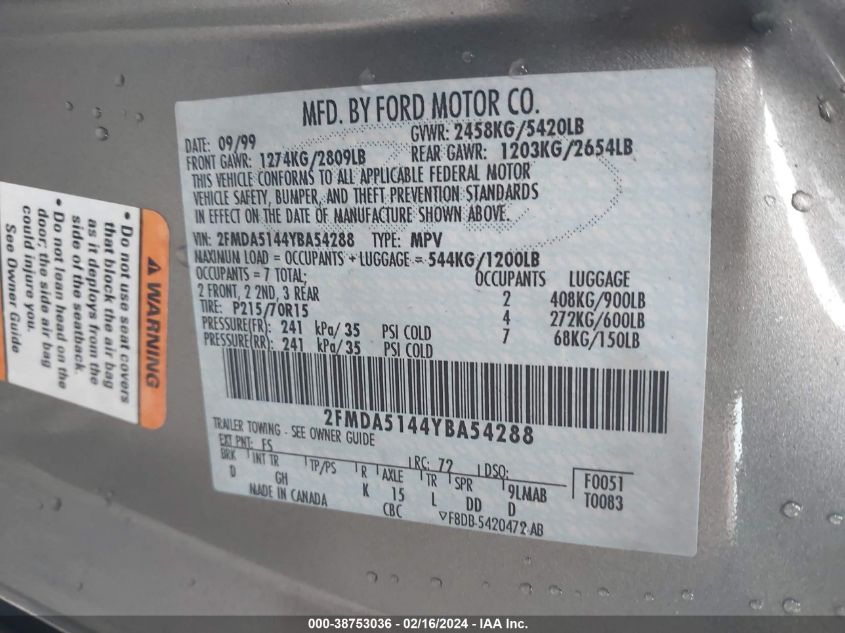 MFD. BY FORD MOTOR CO.
DATE: 09/99 GVWR: 2458KG/5420LB
FRONT GAWR: 1274KG/2809LB REAR GAWR: 1203KG/2654LB
THIS VEHICLE CONFORMS TO ALL APPLICABLE FEDERAL MOTOR
VEHICLE SAFETY, BUMPER, AND THEFT PREVENTION STANDARDS
IN EFFECT ON THE DATE OF MANUFACTURE SHOWN ABOVE.
VIN: 2FMDA5144YBA54288 TYPE: MPV
MAXIMUN LOAD = OCCUPANTS + LUGGAGE = 544KG/1200LB
OCCUPANTS = 7 TOTAL; OCCUPANTS LUGGAGE
2 FRONT, 2 2ND, 3 REAR 2 408KG/900LB
TIRE: P215/70R15 4 272KG/600LB
PRESSURE(FR): 241 kPa/35 PSI COLD 7 68KG/150LB
PRESSURE(RR): 241 kPa/35 PSI COLD
2FMDA5144YBA54288
TRAILER TOWING - SEE OWNER GUIDE
EXT PNT: FS RC: 72 DSO: F0051
BRK INT TR TP/PS R AXLE TR SPR 9LMAB T0083
D GH K 15 L DD D
MADE IN CANADA CBC ▽F8DB-5420472-AB
⚠ WARNING
• Do not use seat covers
that block the air bag
as it deploys from the
side of the seatback.
• Do not lean head on the
door; the side air bag
could injure you.
See Owner Guide
000-38753036 - 02/16/2024 - IAA Inc.